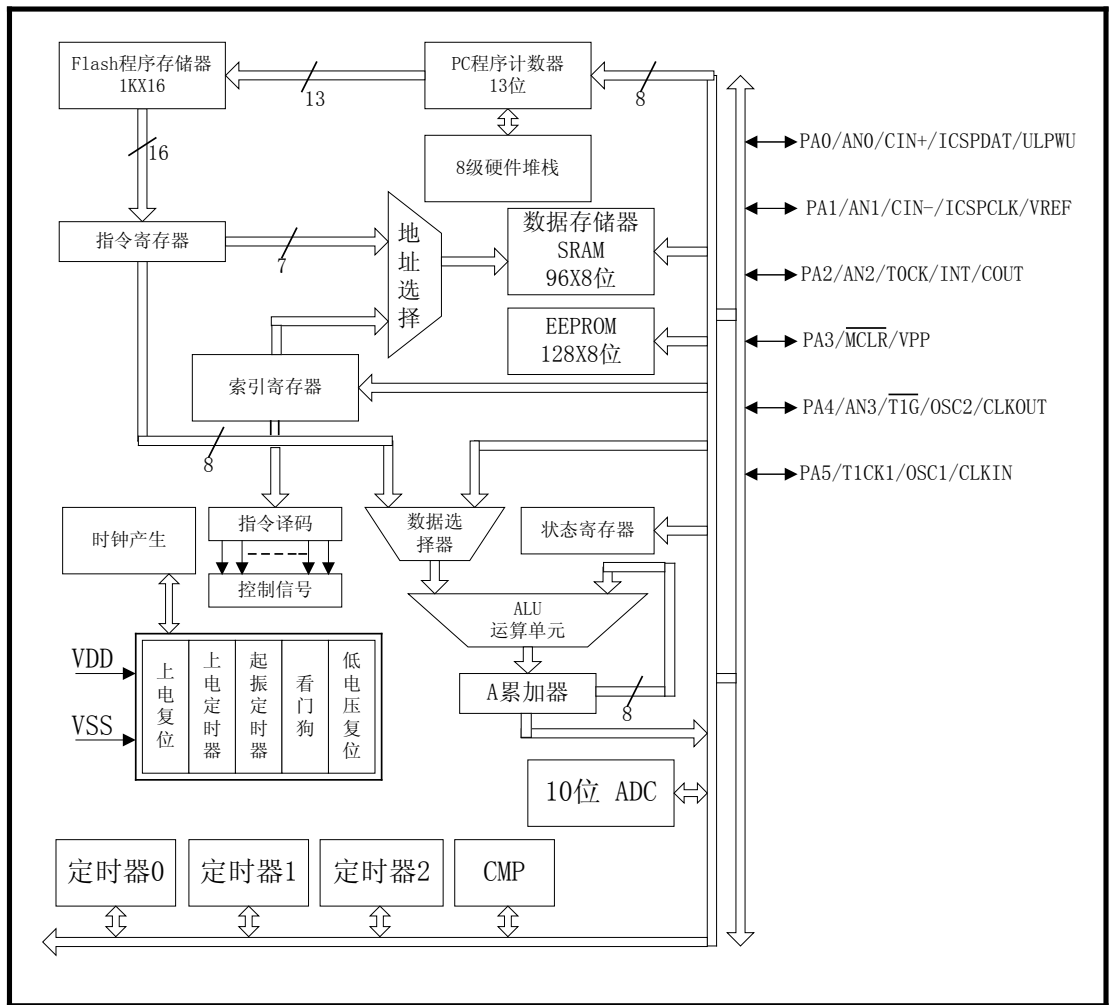 Flash程序存储器
1KX16
13
PC程序计数器
13位
8
16
8级硬件堆栈
PA0/AN0/CIN+/ICSPDAT/ULPWU
PA1/AN1/CIN-/ICSPCLK/VREF
PA2/AN2/T0CK/INT/COUT
PA3/MCLR/VPP
PA4/AN3/T1G/OSC2/CLKOUT
PA5/T1CK1/OSC1/CLKIN
指令寄存器
7
地址选择
数据存储器
SRAM
96X8位
EEPROM
128X8位
索引寄存器
8
时钟产生
指令译码
控制信号
数据选
择器
状态寄存器
ALU
运算单元
VDD
VSS
上电复位
上电定时器
起振定时器
看门狗
低电压复位
A累加器
8
10位 ADC
定时器0
定时器1
定时器2
CMP